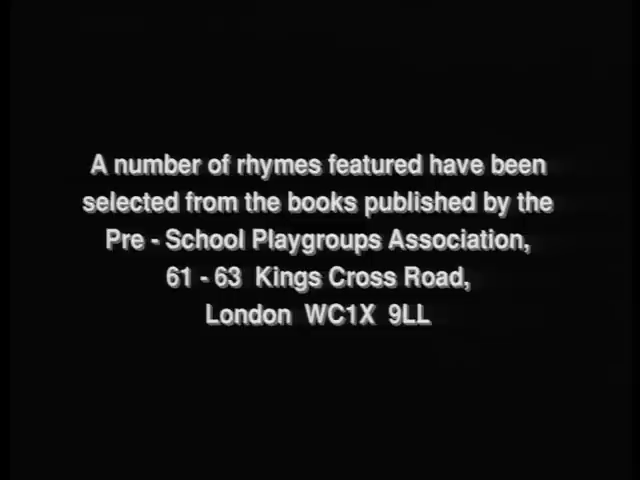 A number of rhymes featured have been
selected from the books published by the
Pre - School Playgroups Association,
61 - 63 Kings Cross Road,
London WC1X 9LL